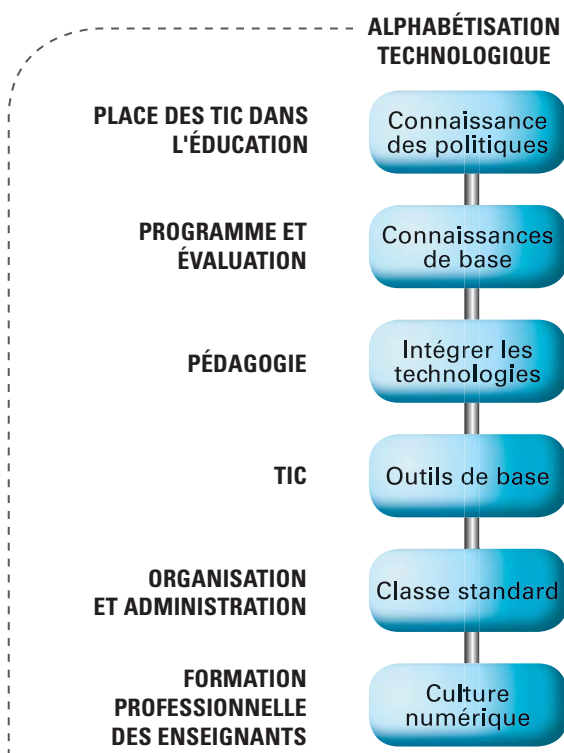 ALPHABÉTISATION
TECHNOLOGIQUE
PLACE DES TIC DANS
L'ÉDUCATION
Connaissance
des politiques
PROGRAMME ET
ÉVALUATION
Connaissances
de base
PÉDAGOGIE
Intégrer les
technologies
TIC
Outils de base
ORGANISATION
ET ADMINISTRATION
Classe standard
FORMATION
PROFESSIONNELLE
DES ENSEIGNANTS
Culture
numérique